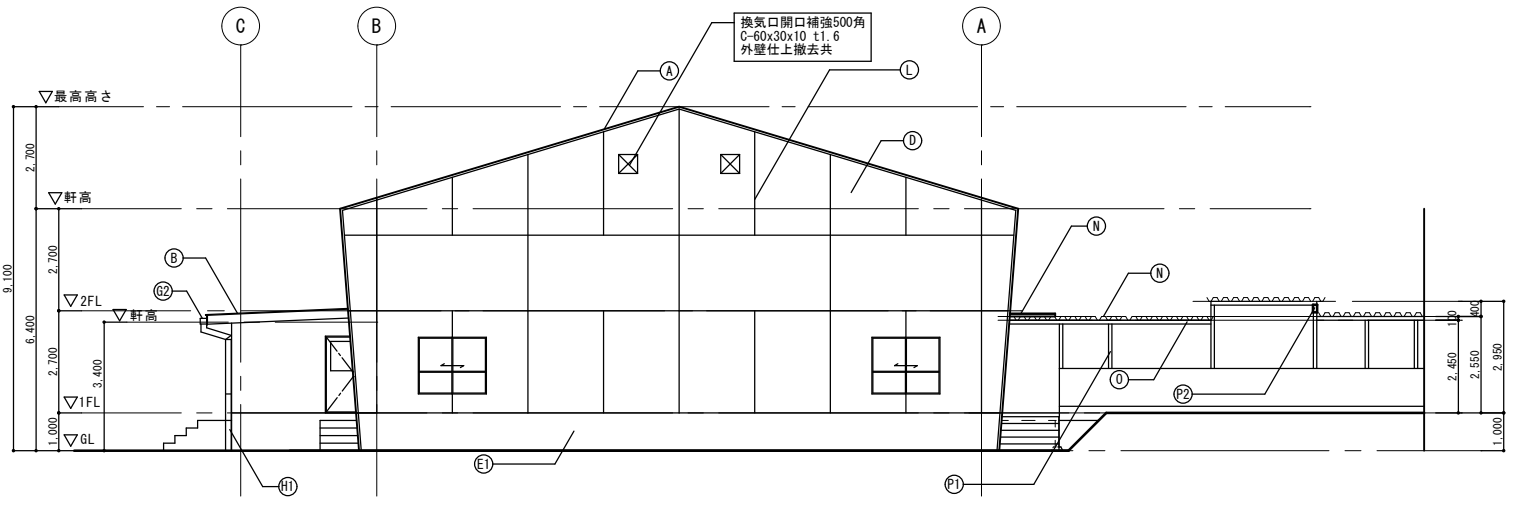 C
B
A
換気口開口補強500角
C-60x30x10 t1.6
外壁仕上撤去共
A
L
D
▽最高高さ
▽軒高
▽2FL
▽軒高
▽1FL
▽GL
9,100
2,700
6,400
2,700
2,700
1,000
3,400
B
G2
H1
E1
N
N
O
P1
P2
100
400
2,450
2,550
2,950
1,000